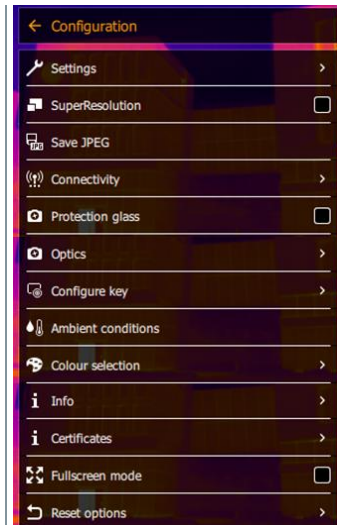 Configuration
Settings
SuperResolution
JPG
Save JPEG
Connectivity
Protection glass
Optics
Configure key
Ambient conditions
Colour selection
Info
Certificates
Fullscreen mode
Reset options